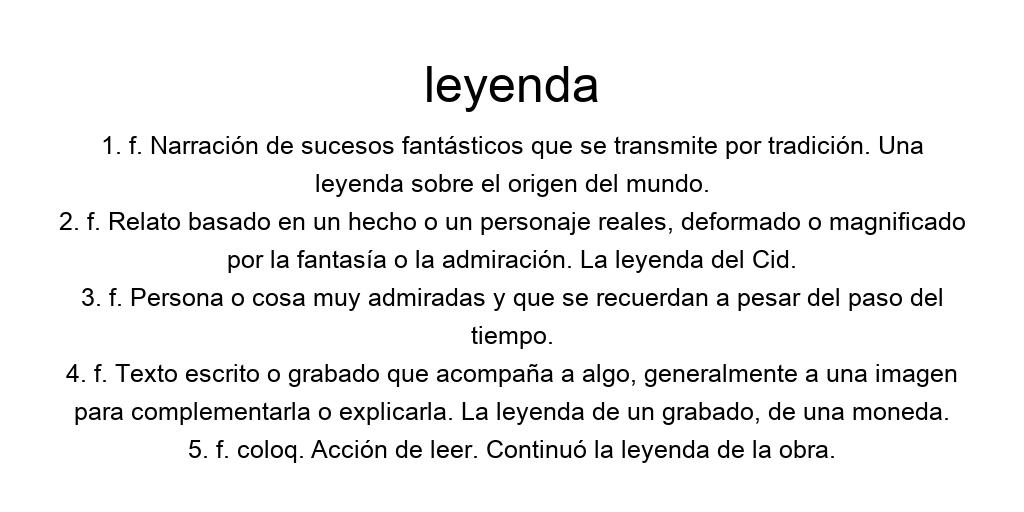 leyenda
1. f. Narración de sucesos fantásticos que se transmite por tradición. Una
leyenda sobre el origen del mundo.
2. f. Relato basado en un hecho o un personaje reales, deformado o magnificado
por la fantasía o la admiración. La leyenda del Cid.
3. f. Persona o cosa muy admiradas y que se recuerdan a pesar del paso del
tiempo.
4. f. Texto escrito o grabado que acompaña a algo, generalmente a una imagen
para complementarla o explicarla. La leyenda de un grabado, de una moneda.
5. f. coloq. Acción de leer. Continuó la leyenda de la obra.